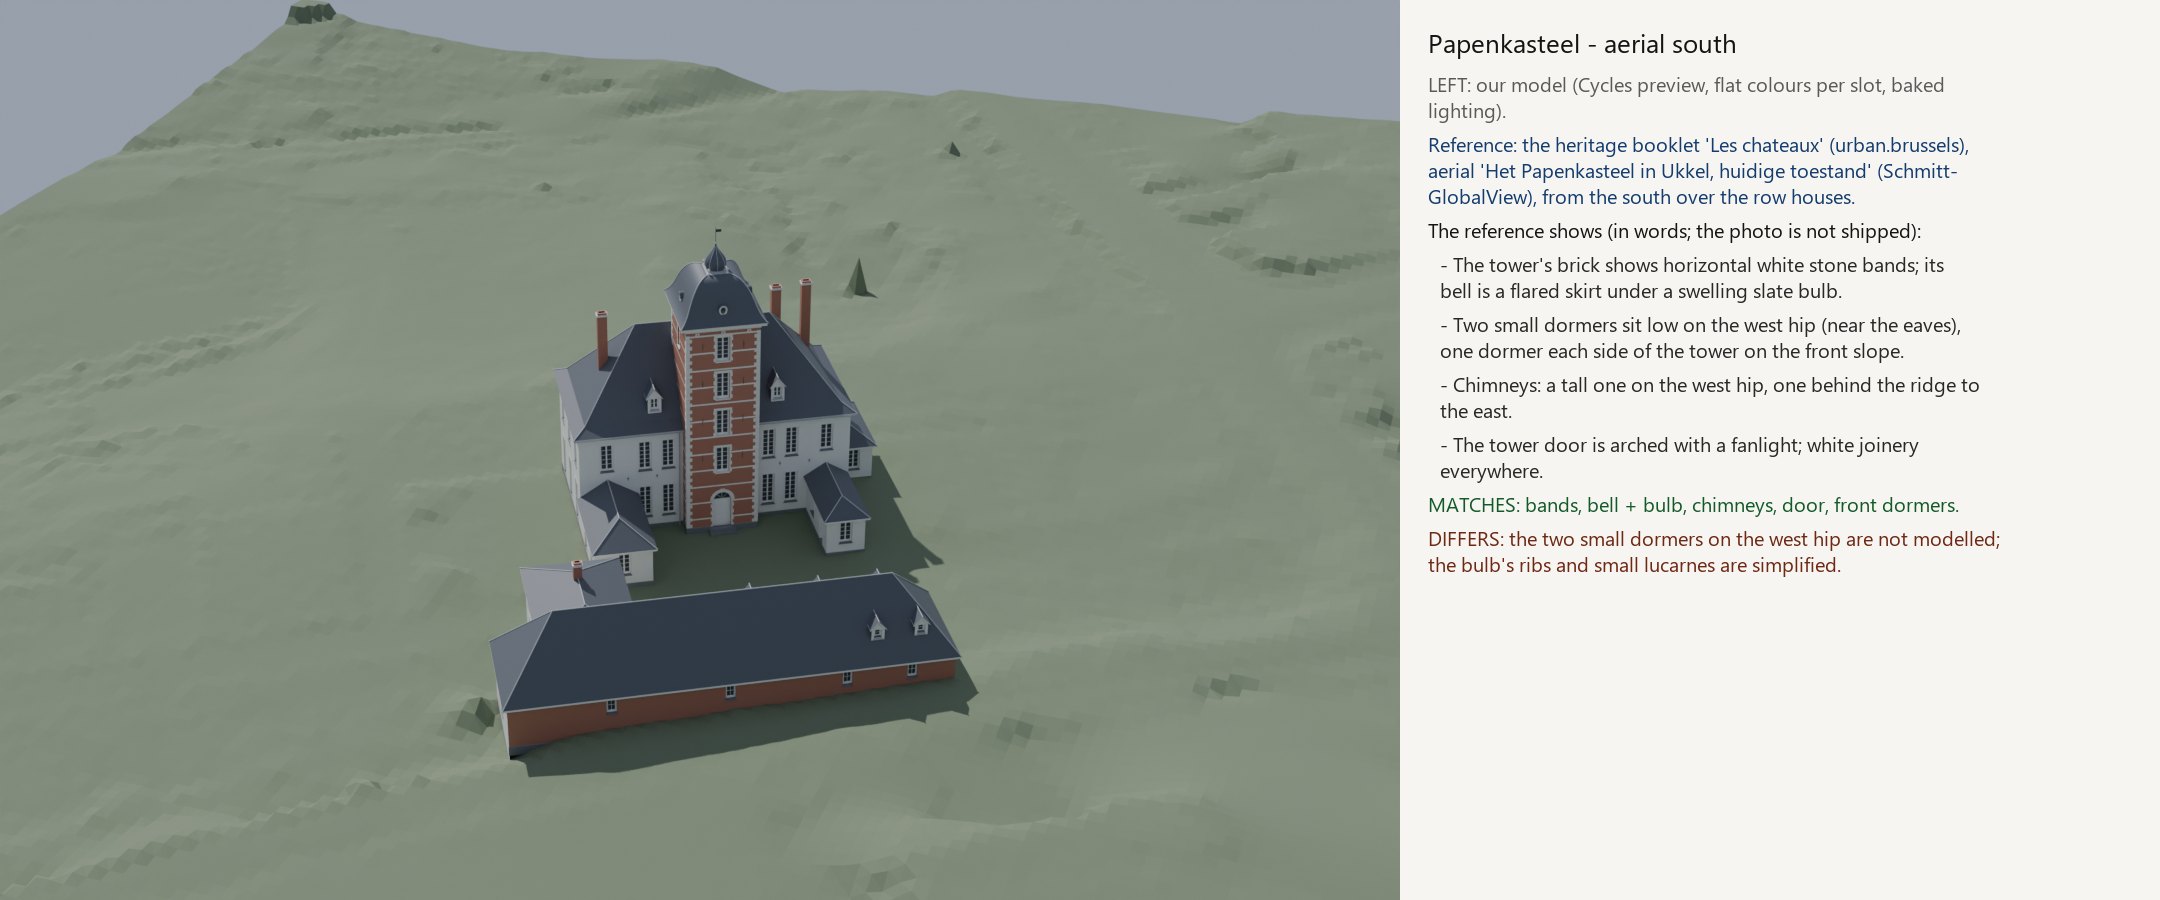 Papenkasteel - aerial south
LEFT: our model (Cycles preview, flat colours per slot, baked
lighting).
Reference: the heritage booklet 'Les chateaux' (urban.brussels),
aerial 'Het Papenkasteel in Ukkel, huidige toestand' (Schmitt-
GlobalView), from the south over the row houses.
The reference shows (in words; the photo is not shipped):
- The tower's brick shows horizontal white stone bands; its
bell is a flared skirt under a swelling slate bulb.
- Two small dormers sit low on the west hip (near the eaves),
one dormer each side of the tower on the front slope.
- Chimneys: a tall one on the west hip, one behind the ridge to
the east.
- The tower door is arched with a fanlight; white joinery
everywhere.
MATCHES: bands, bell + bulb, chimneys, door, front dormers.
DIFFERS: the two small dormers on the west hip are not modelled;
the bulb's ribs and small lucarnes are simplified.